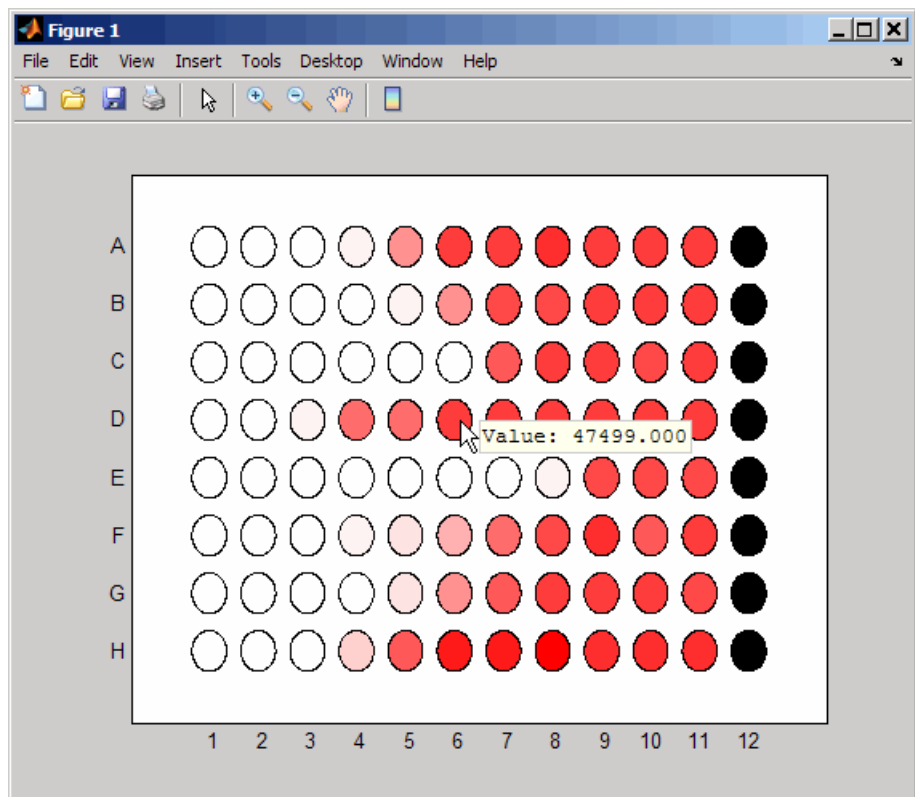 Figure 1
File Edit View Insert Tools Desktop Window Help
A
B
C
D
Value: 47499.000
E
F
G
H
1 2 3 4 5 6 7 8 9 10 11 12